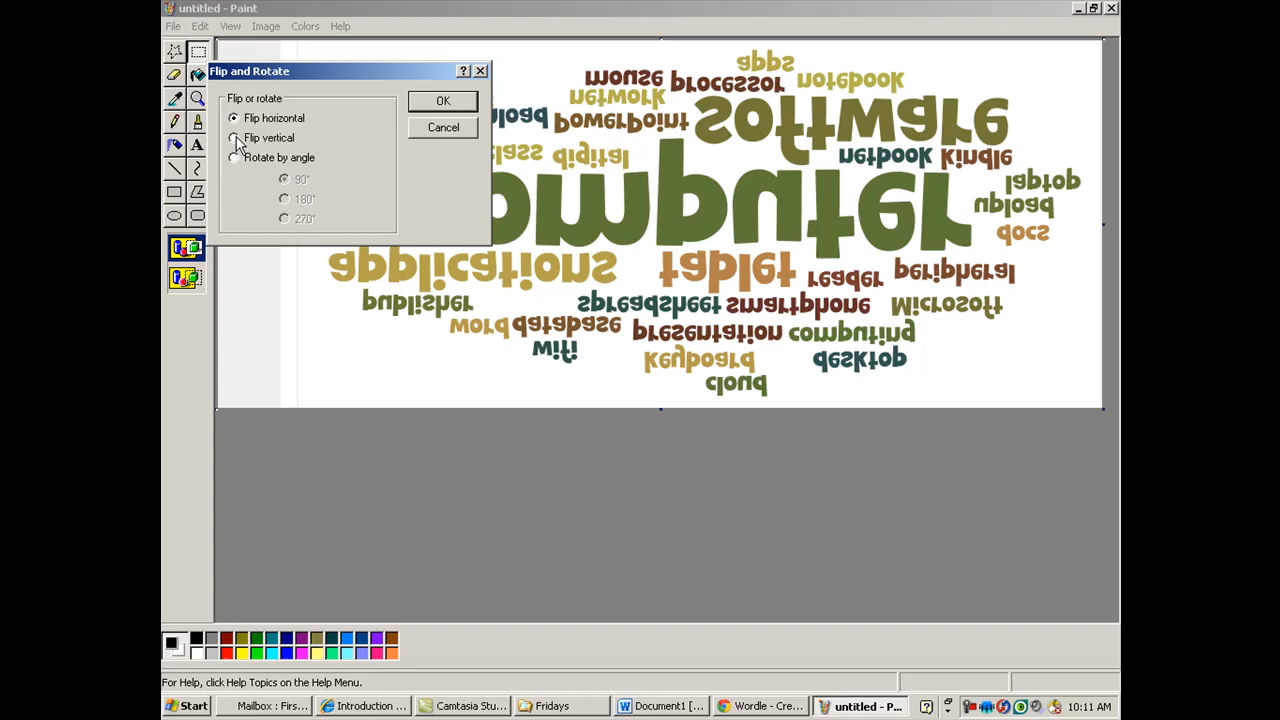 untitled - Paint
File Edit View Image Colors Help
Flip and Rotate
Flip or rotate
Flip horizontal
Flip vertical
Rotate by angle
90°
180°
270°
OK
Cancel
apps
mouse processor notebook
network
PowerPoint software
class digital netbook kindle
laptop
upload
docs
applications tablet reader peripheral
publisher spreadsheet smartphone Microsoft
word database presentation computing
wifi keyboard desktop
cloud
For Help, click Help Topics on the Help Menu.
Start Mailbox : Firs... Introduction ... Camtasia Stu... Fridays Document1 [... Wordle - Cre... untitled - P... 10:11 AM